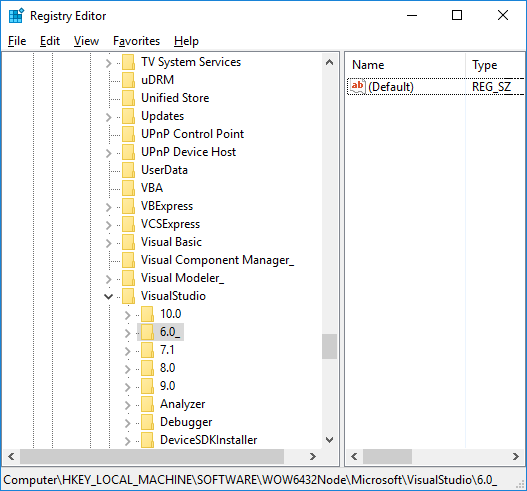 Registry Editor
File Edit View Favorites Help
TV System Services
uDRM
Unified Store
Updates
UPnP Control Point
UPnP Device Host
UserData
VBA
VBExpress
VCSExpress
Visual Basic
Visual Component Manager_
Visual Modeler_
VisualStudio
10.0
6.0_
7.1
8.0
9.0
Analyzer
Debugger
DeviceSDKInstaller
Name Type
ab (Default) REG_SZ
Computer\HKEY_LOCAL_MACHINE\SOFTWARE\WOW6432Node\Microsoft\VisualStudio\6.0_